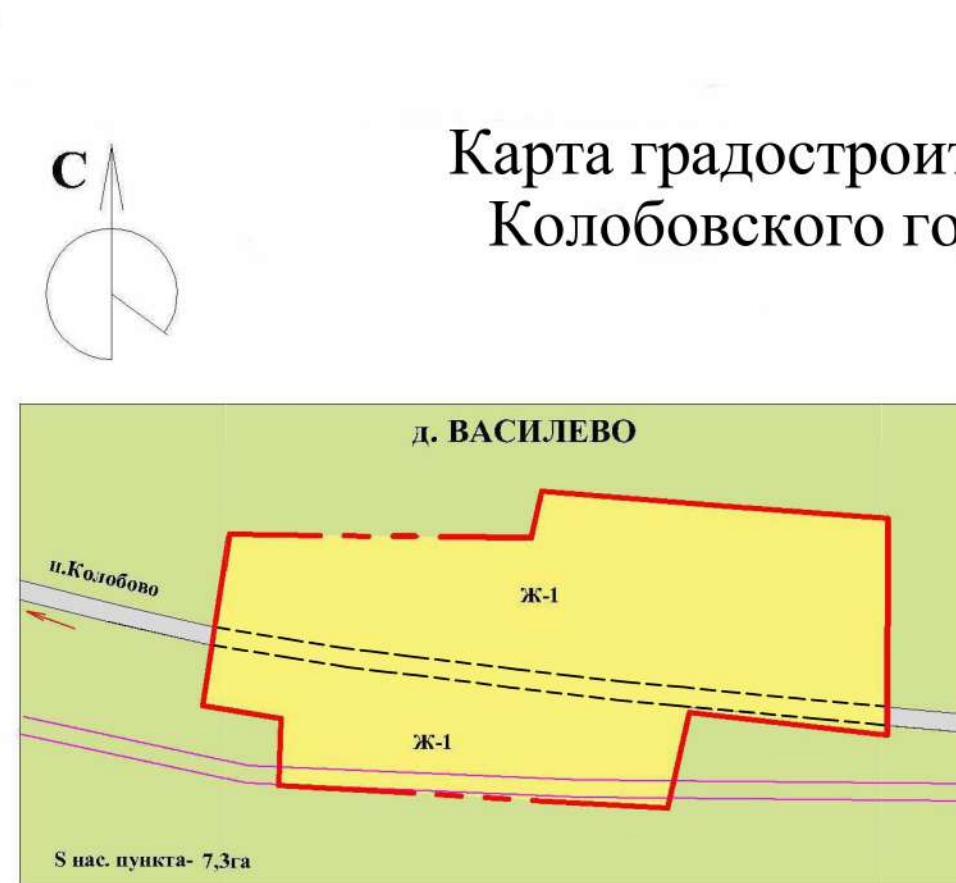 С
Карта градостроит
Колобовского го
д. ВАСИЛЕВО
п.Колобово
Ж-1
Ж-1
S нас. пункта- 7,3га